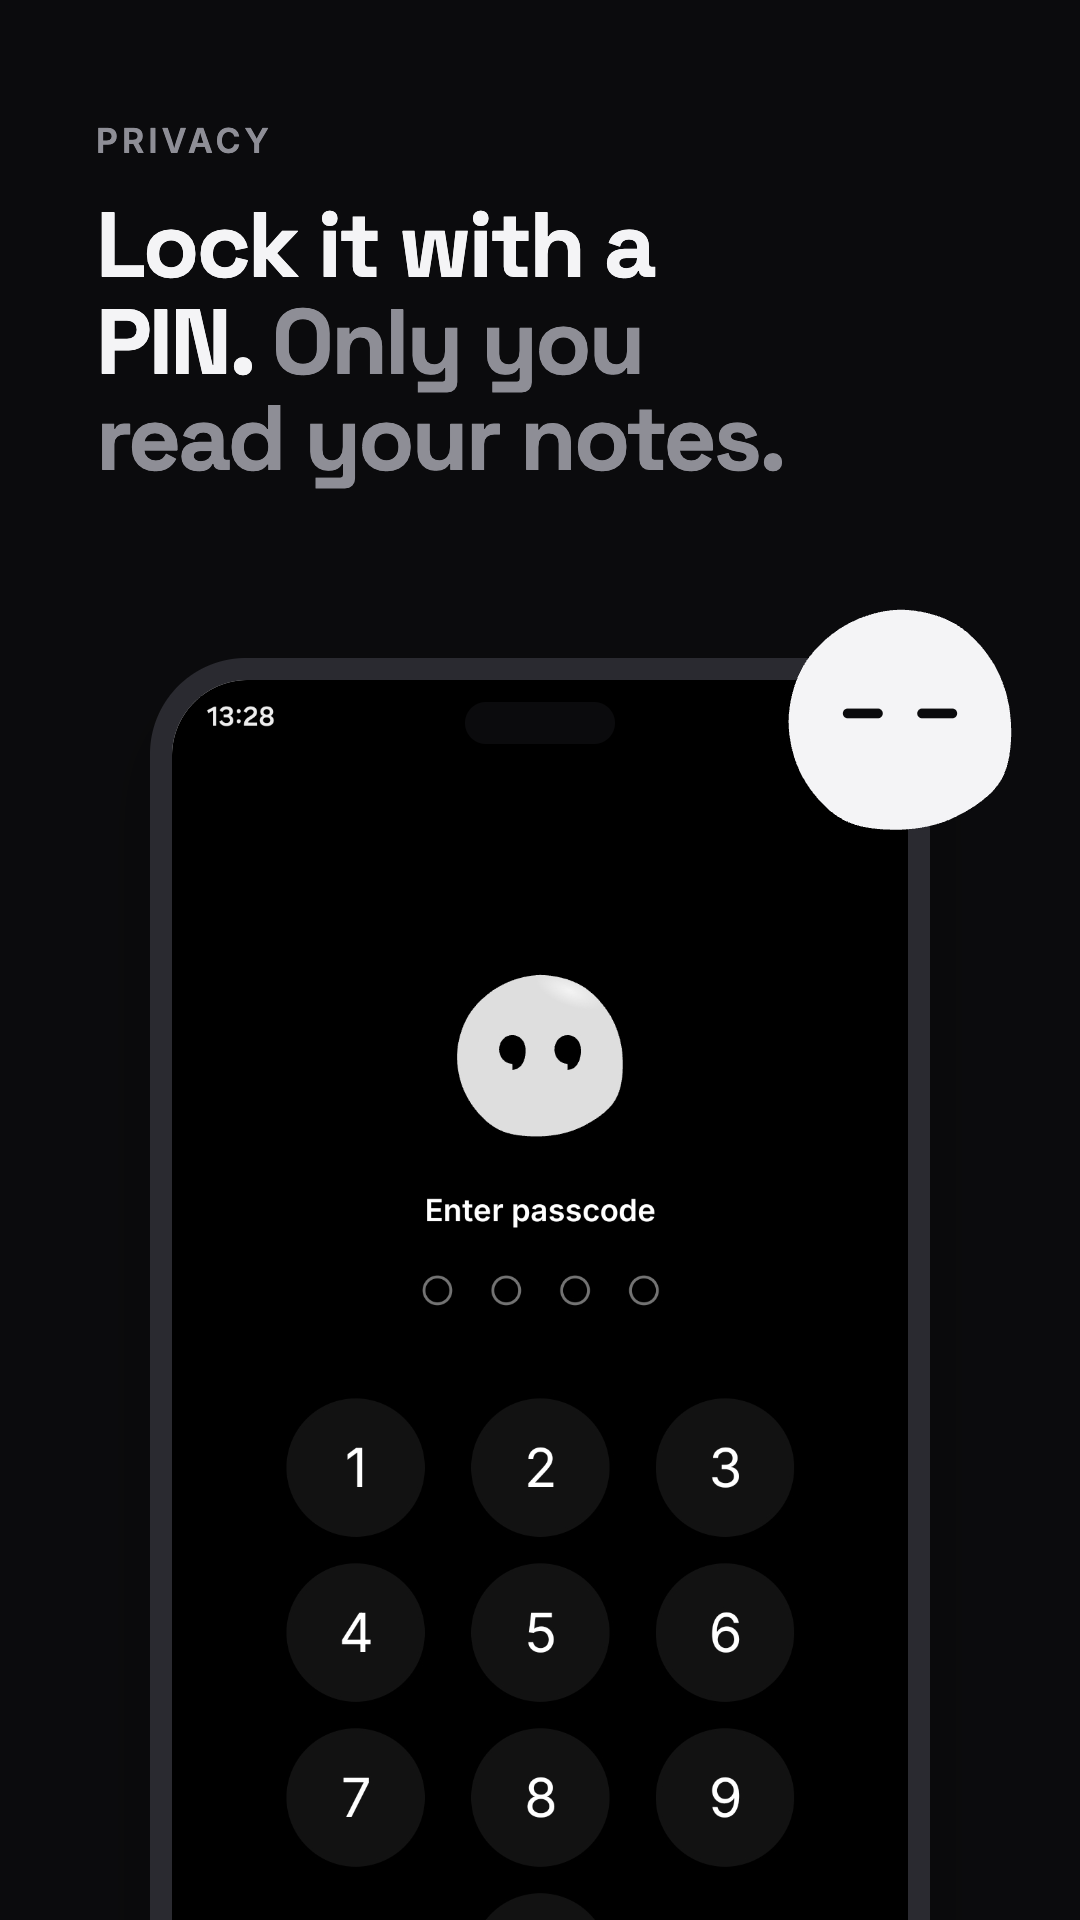 PRIVACY
Lock it with a
PIN. Only you
read your notes.
13:28
Enter passcode
1 2 3
4 5 6
7 8 9